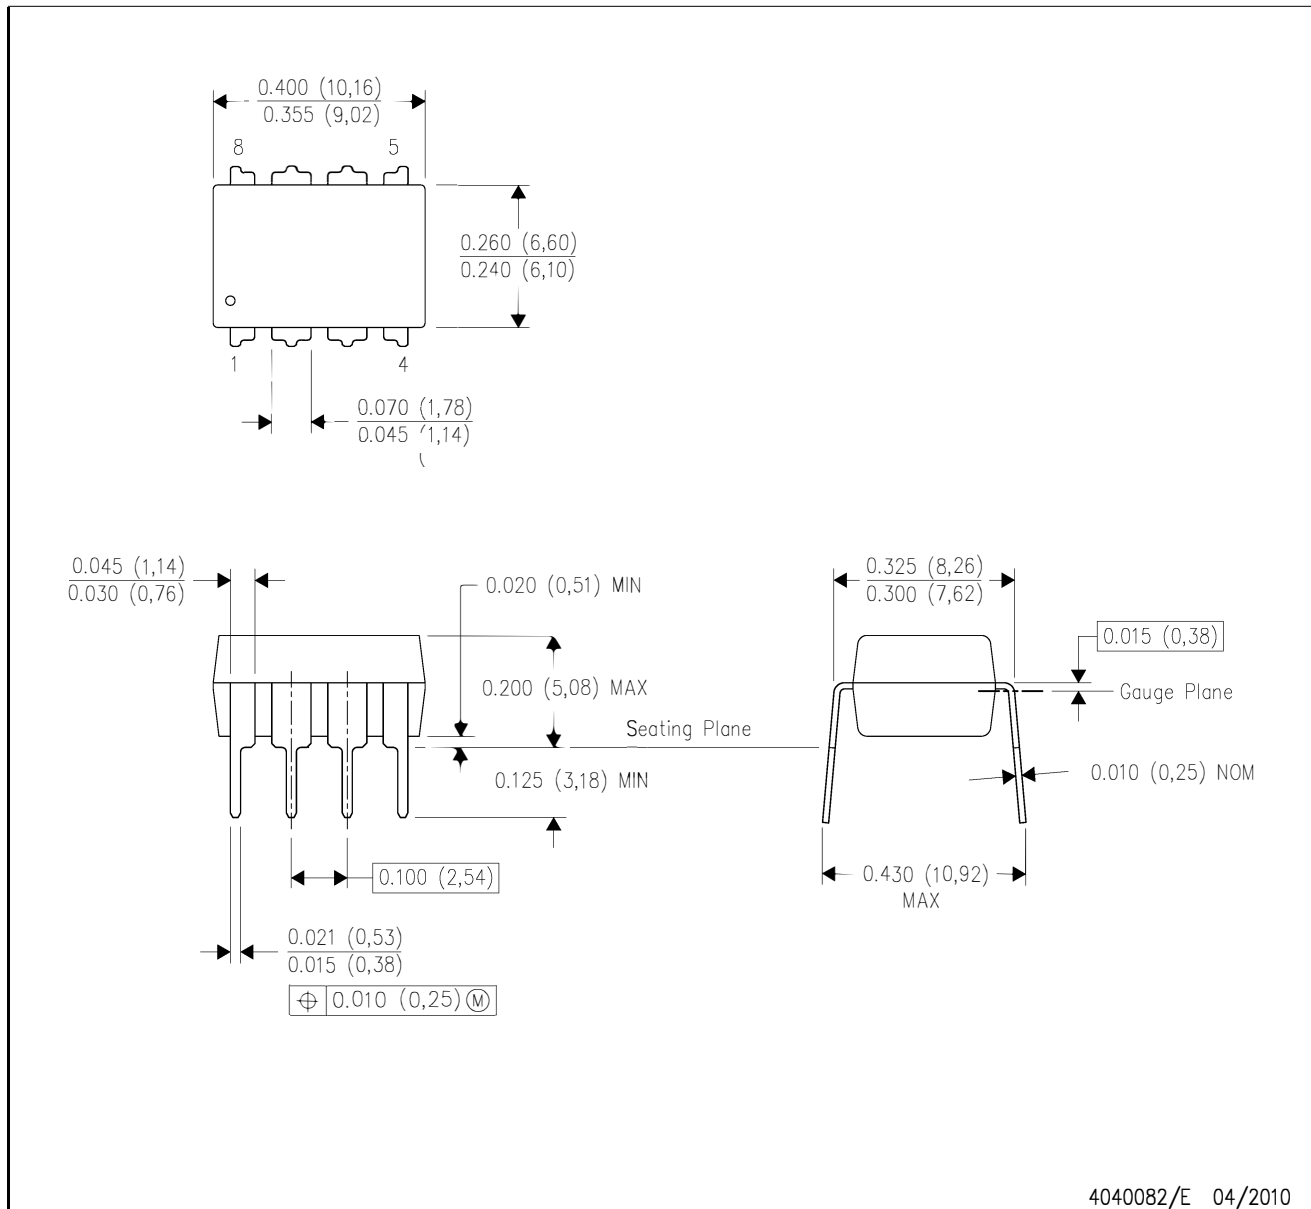 0.400 (10,16)
0.355 (9,02)
8
5
0.260 (6,60)
0.240 (6,10)
1
4
0.070 (1,78)
0.045 (1,14)
0.045 (1,14)
0.030 (0,76)
0.020 (0,51) MIN
0.325 (8,26)
0.300 (7,62)
0.015 (0,38)
0.200 (5,08) MAX
Gauge Plane
Seating Plane
0.125 (3,18) MIN
0.010 (0,25) NOM
0.100 (2,54)
0.430 (10,92)
MAX
0.021 (0,53)
0.015 (0,38)
⌖ 0.010 (0,25) Ⓜ
4040082/E 04/2010